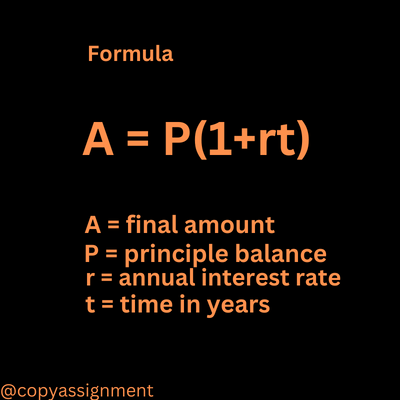 Formula
A = P(1+rt)
A = final amount
P = principle balance
r = annual interest rate
t = time in years
@copyassignment